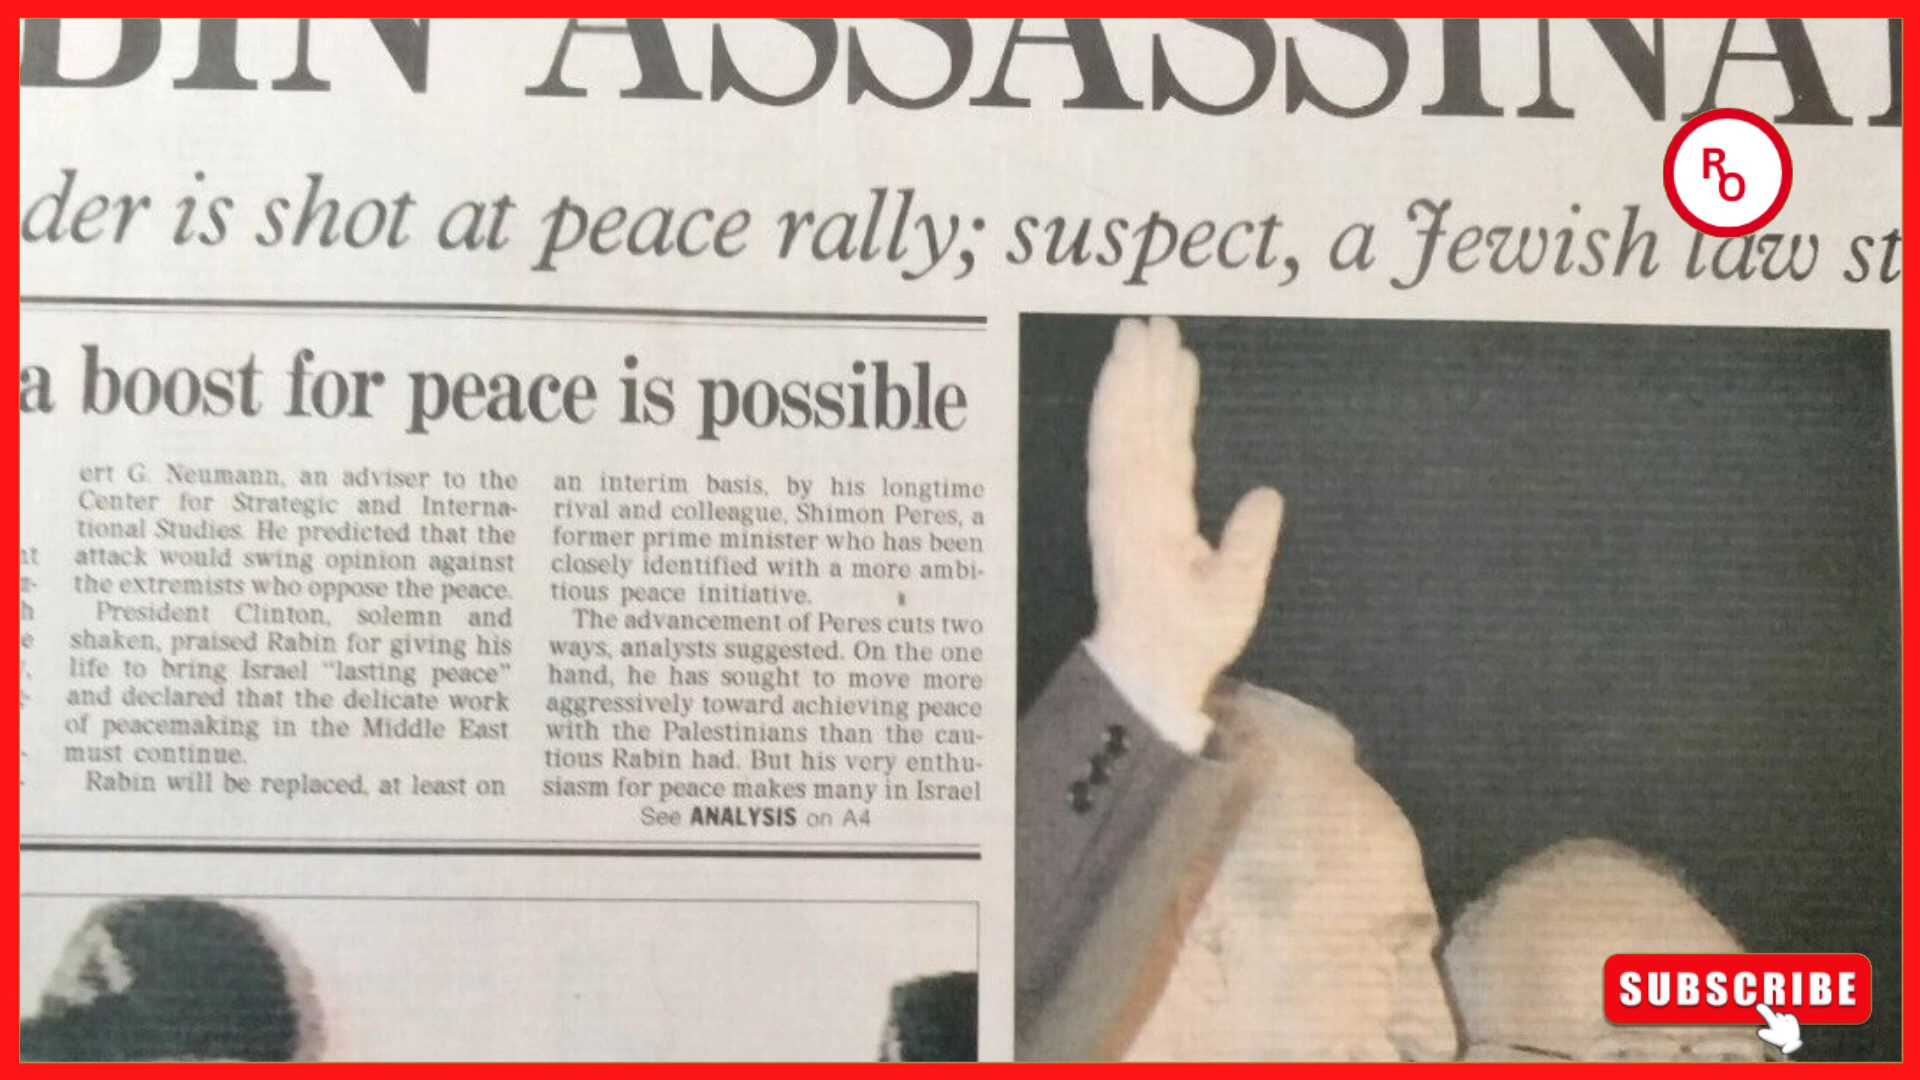 BIN ASSASSINA
RO
der is shot at peace rally; suspect, a Jewish law st
a boost for peace is possible
ert G. Neumann, an adviser to the
Center for Strategic and Interna-
tional Studies. He predicted that the
attack would swing opinion against
the extremists who oppose the peace.
President Clinton, solemn and
shaken, praised Rabin for giving his
life to bring Israel "lasting peace"
and declared that the delicate work
of peacemaking in the Middle East
must continue.
Rabin will be replaced, at least on
an interim basis, by his longtime
rival and colleague, Shimon Peres, a
former prime minister who has been
closely identified with a more ambi-
tious peace initiative.
The advancement of Peres cuts two
ways, analysts suggested. On the one
hand, he has sought to move more
aggressively toward achieving peace
with the Palestinians than the cau-
tious Rabin had. But his very enthu-
siasm for peace makes many in Israel
See ANALYSIS on A4
SUBSCRIBE